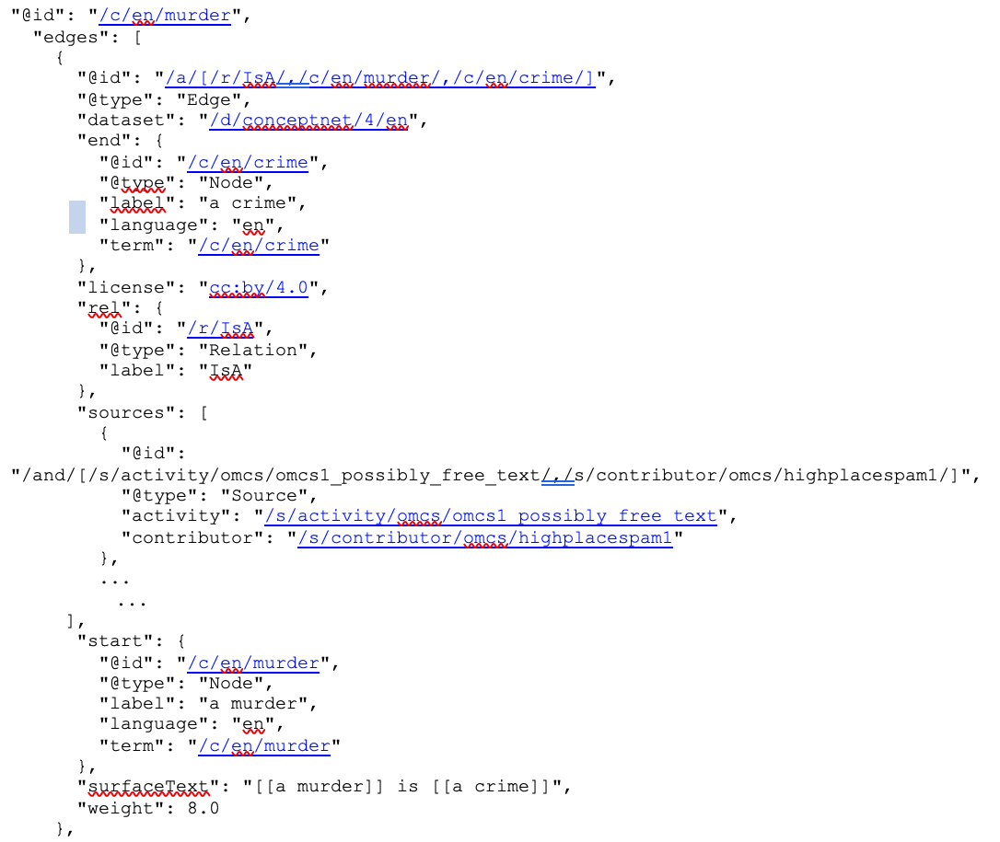 "@id": "/c/en/murder",
"edges": [
{
"@id": "/a/[/r/IsA/,/c/en/murder/,/c/en/crime/]",
"@type": "Edge",
"dataset": "/d/conceptnet/4/en",
"end": {
"@id": "/c/en/crime",
"@type": "Node",
"label": "a crime",
"language": "en",
"term": "/c/en/crime"
},
"license": "cc:by/4.0",
"rel": {
"@id": "/r/IsA",
"@type": "Relation",
"label": "IsA"
},
"sources": [
{
"@id":
"/and/[/s/activity/omcs/omcs1_possibly_free_text/,/s/contributor/omcs/highplacespam1/]",
"@type": "Source",
"activity": "/s/activity/omcs/omcs1_possibly_free_text",
"contributor": "/s/contributor/omcs/highplacespam1"
},
...
...
],
"start": {
"@id": "/c/en/murder",
"@type": "Node",
"label": "a murder",
"language": "en",
"term": "/c/en/murder"
},
"surfaceText": "[[a murder]] is [[a crime]]",
"weight": 8.0
},